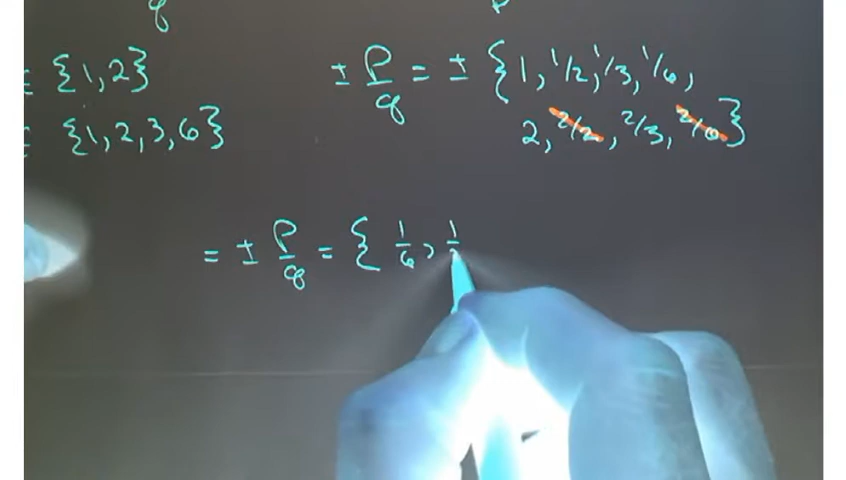 q p
{1,2} ± P/q = ± {1, 1/2, 1/3, 1/6,
{1,2,3,6} 2, 2/2, 2/3, 2/6}
= ± P/q = { 1/6, 1/